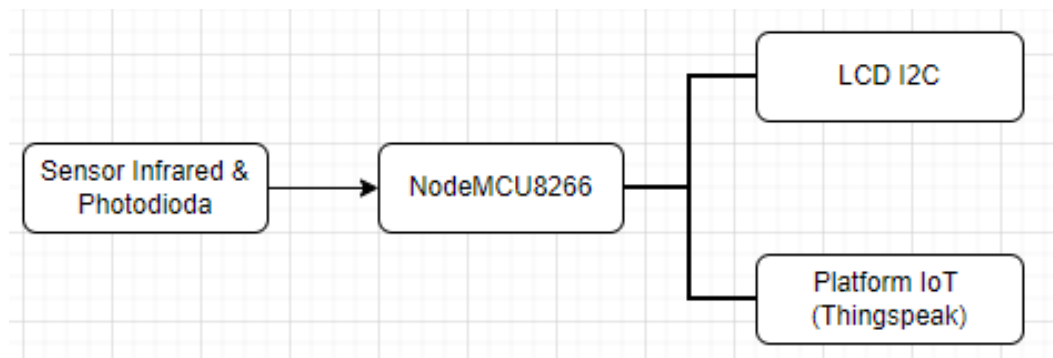 Sensor Infrared &
Photodioda
NodeMCU8266
LCD I2C
Platform IoT
(Thingspeak)